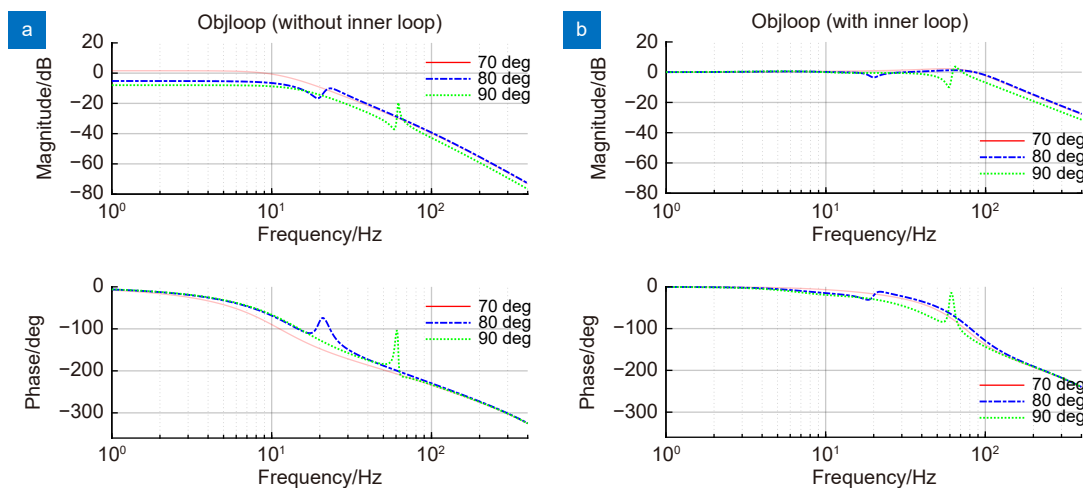 a
Objloop (without inner loop)
Magnitude/dB
20
0
−20
−40
−60
−80
70 deg
80 deg
90 deg
10⁰
10¹
10²
Frequency/Hz
Phase/deg
0
−100
−200
−300
70 deg
80 deg
90 deg
10⁰
10¹
10²
Frequency/Hz
b
Objloop (with inner loop)
Magnitude/dB
20
0
−20
−40
−60
−80
70 deg
80 deg
90 deg
10⁰
10¹
10²
Frequency/Hz
Phase/deg
0
−100
−200
−300
70 deg
80 deg
90 deg
10⁰
10¹
10²
Frequency/Hz